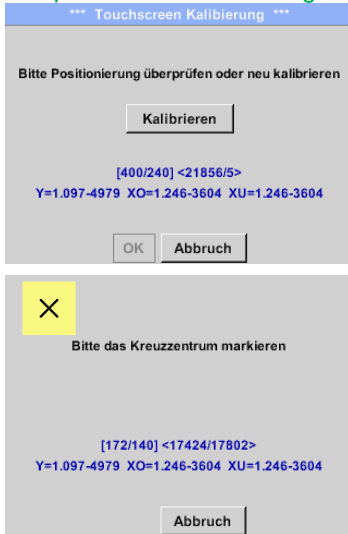 *** Touchscreen Kalibierung ***
Bitte Positionierung überprüfen oder neu kalibrieren
Kalibrieren
[400/240] <21856/5>
Y=1.097-4979 XO=1.246-3604 XU=1.246-3604
OK Abbruch
Bitte das Kreuzzentrum markieren
[172/140] <17424/17802>
Y=1.097-4979 XO=1.246-3604 XU=1.246-3604
Abbruch